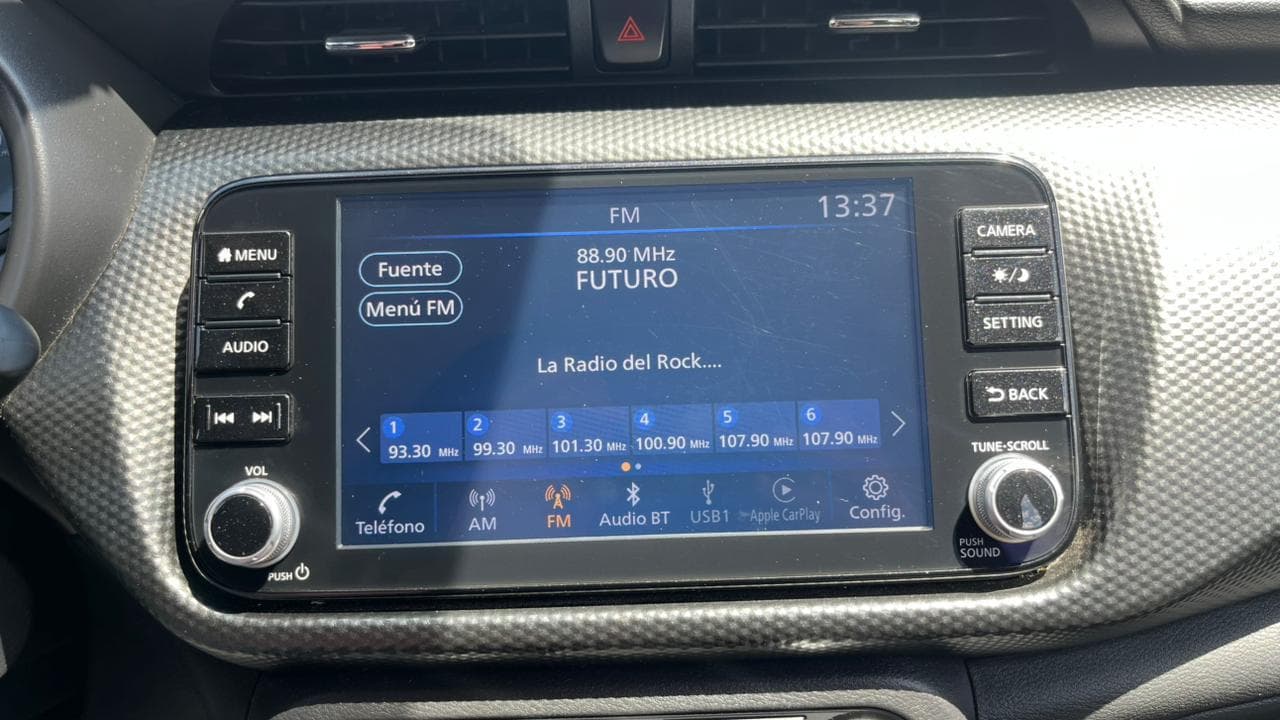 FM
13:37
88.90 MHz
FUTURO
Fuente
Menú FM
La Radio del Rock....
1 2 3 4 5 6
93.30 MHz 99.30 MHz 101.30 MHz 100.90 MHz 107.90 MHz 107.90 MHz
Teléfono AM FM Audio BT USB1 Apple CarPlay Config.
MENU
AUDIO
VOL
PUSH
CAMERA
SETTING
BACK
TUNE·SCROLL
PUSH
SOUND